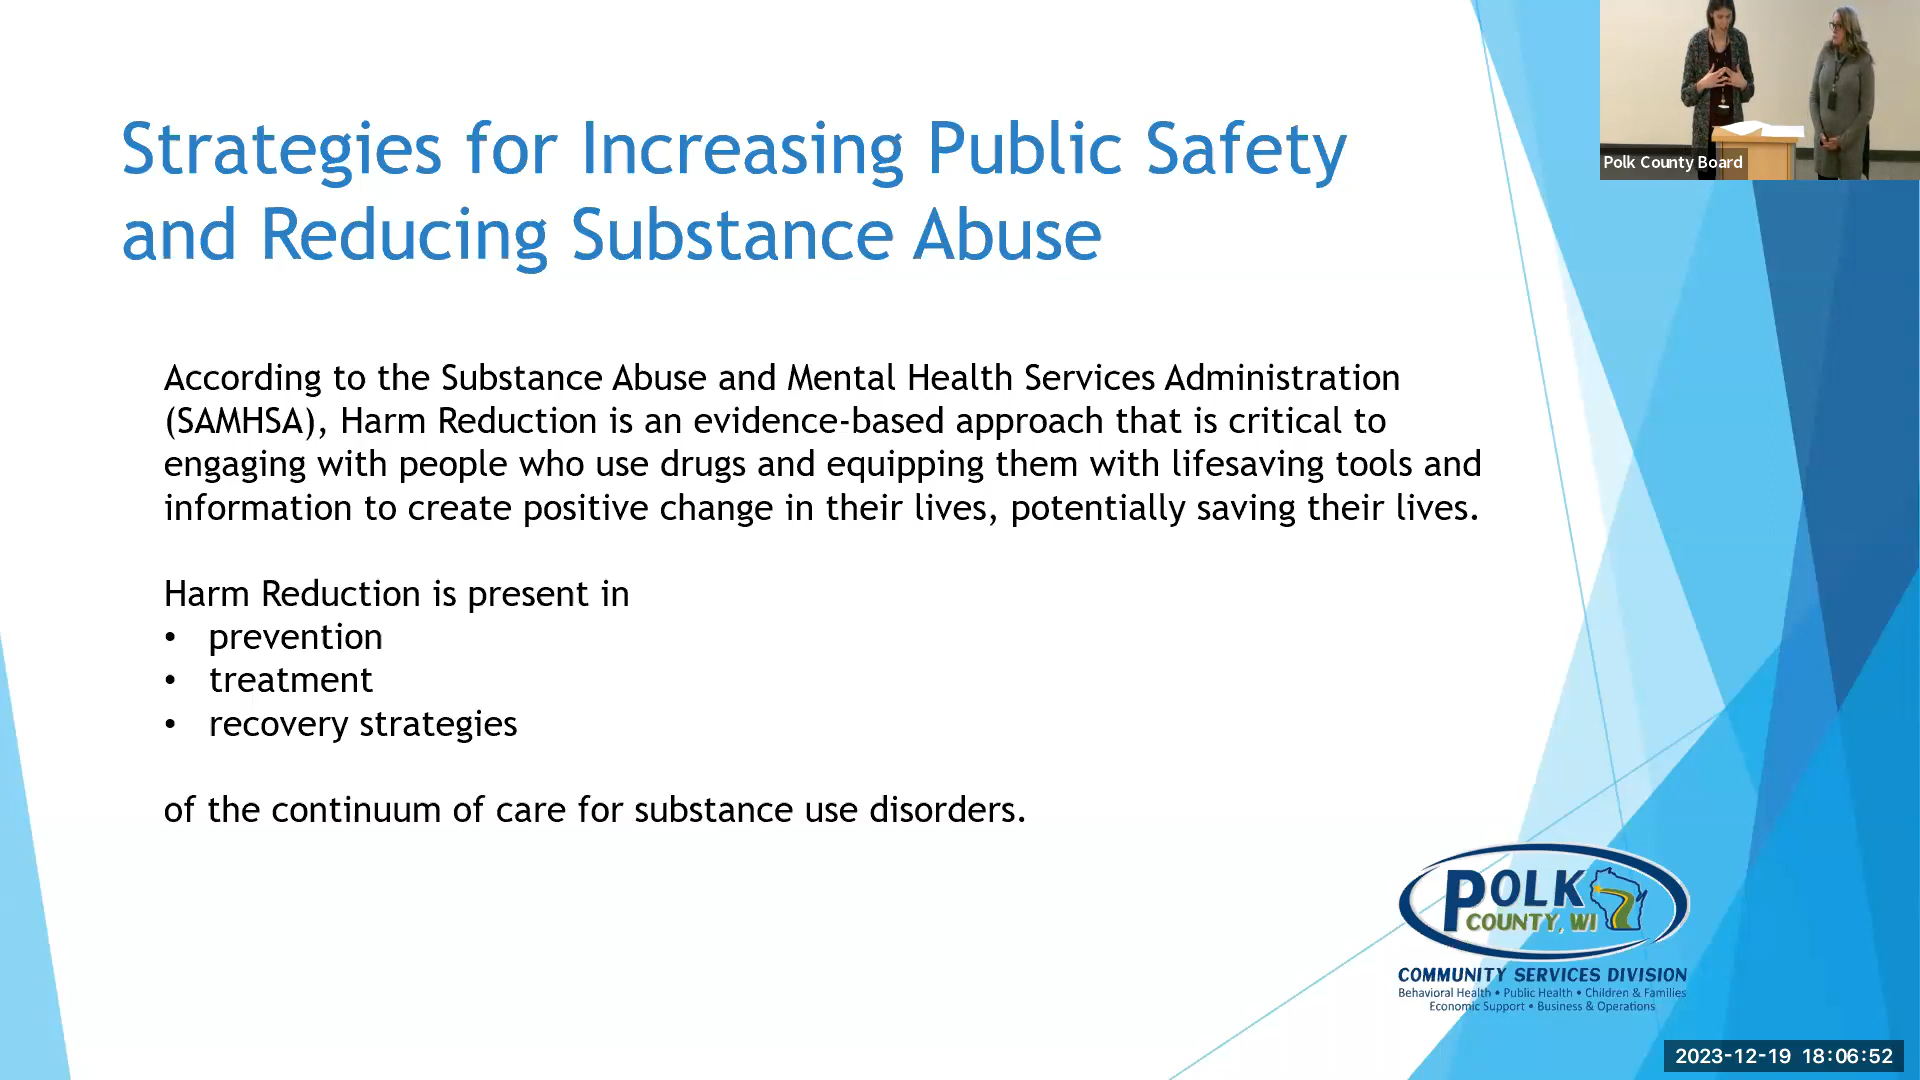 Strategies for Increasing Public Safety
and Reducing Substance Abuse
According to the Substance Abuse and Mental Health Services Administration
(SAMHSA), Harm Reduction is an evidence-based approach that is critical to
engaging with people who use drugs and equipping them with lifesaving tools and
information to create positive change in their lives, potentially saving their lives.
Harm Reduction is present in
• prevention
• treatment
• recovery strategies
of the continuum of care for substance use disorders.
Polk County Board
POLK
COUNTY, WI
COMMUNITY SERVICES DIVISION
Behavioral Health • Public Health • Children & Families
Economic Support • Business & Operations
2023-12-19 18:06:52